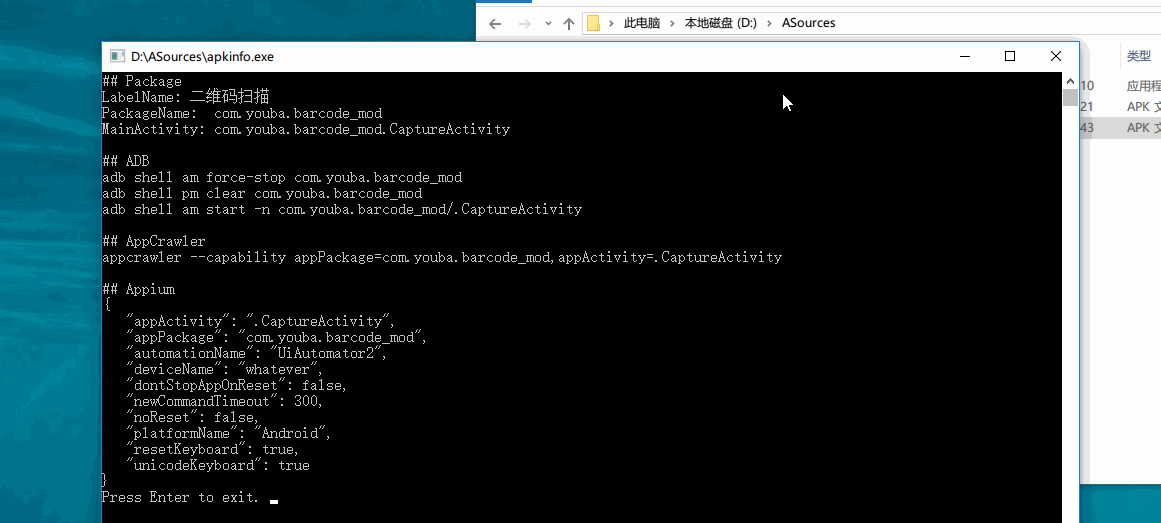 此电脑 > 本地磁盘 (D:) > ASources
类型
10 应用程
21 APK 文
43 APK 文
D:\ASources\apkinfo.exe
## Package
LabelName: 二维码扫描
PackageName:  com.youba.barcode_mod
MainActivity: com.youba.barcode_mod.CaptureActivity
## ADB
adb shell am force-stop com.youba.barcode_mod
adb shell pm clear com.youba.barcode_mod
adb shell am start -n com.youba.barcode_mod/.CaptureActivity
## AppCrawler
appcrawler --capability appPackage=com.youba.barcode_mod,appActivity=.CaptureActivity
## Appium
{
"appActivity": ".CaptureActivity",
"appPackage": "com.youba.barcode_mod",
"automationName": "UiAutomator2",
"deviceName": "whatever",
"dontStopAppOnReset": false,
"newCommandTimeout": 300,
"noReset": false,
"platformName": "Android",
"resetKeyboard": true,
"unicodeKeyboard": true
}
Press Enter to exit.